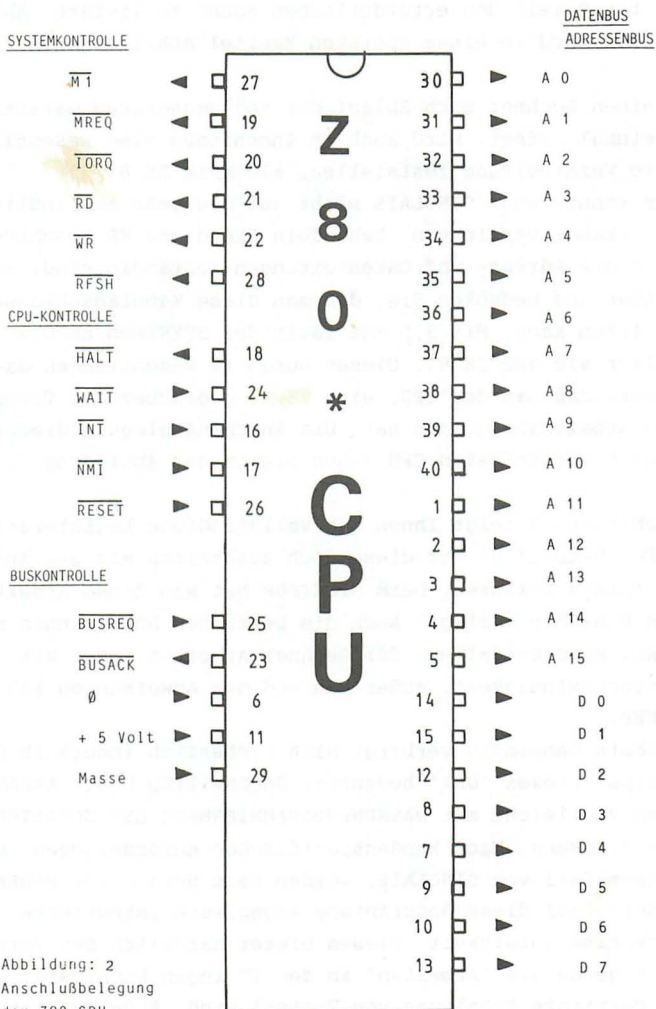 DATENBUS
SYSTEMKONTROLLE ADRESSENBUS
M1 ◄ 27 30 ► A 0
MREQ ◄ 19 31 ► A 1
IORQ ◄ 20 32 ► A 2
RD ◄ 21 33 ► A 3
WR ◄ 22 34 ► A 4
RFSH ◄ 28 35 ► A 5
CPU-KONTROLLE 36 ► A 6
HALT ◄ 18 37 ► A 7
WAIT ► 24 38 ► A 8
INT ► 16 39 ► A 9
NMI ► 17 40 ► A 10
RESET ► 26 1 ► A 11
2 ► A 12
BUSKONTROLLE 3 ► A 13
BUSREQ ► 25 4 ► A 14
BUSACK ◄ 23 5 ► A 15
Ø ► 6 14 ► D 0
+ 5 Volt ► 11 15 ► D 1
Masse 29 12 ► D 2
8 ► D 3
7 ► D 4
9 ► D 5
10 ► D 6
13 ► D 7
Z
8
0
*
C
P
U
Abbildung: 2
Anschlußbelegung
der Z80 CPU